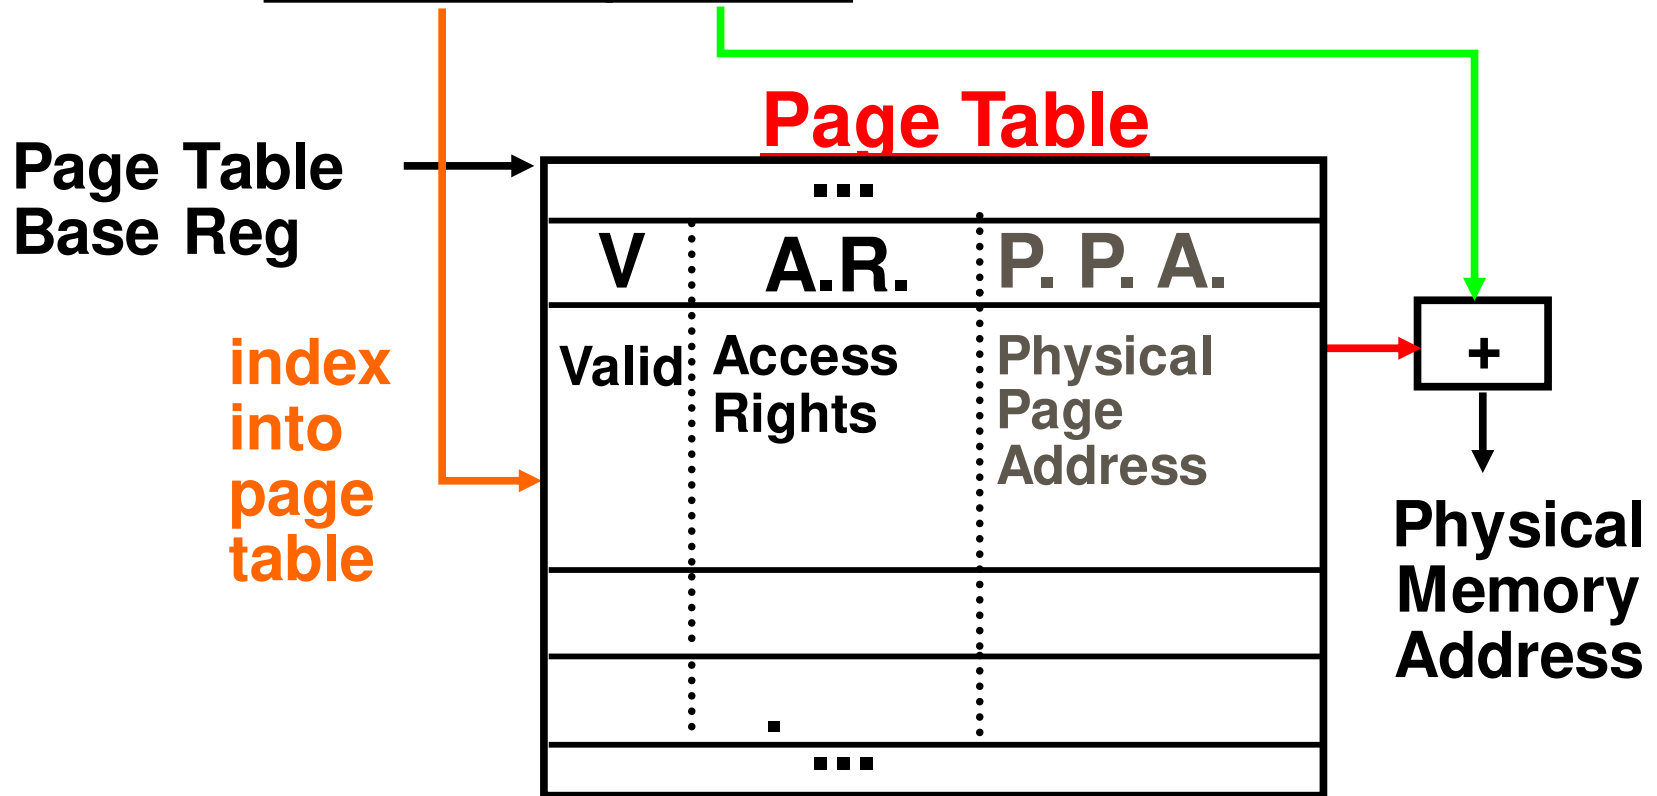 Page Table
Page Table
Base Reg
...
V A.R. P. P. A.
index
into
page
table
Valid
Access
Rights
Physical
Page
Address
+
Physical
Memory
Address
.
...